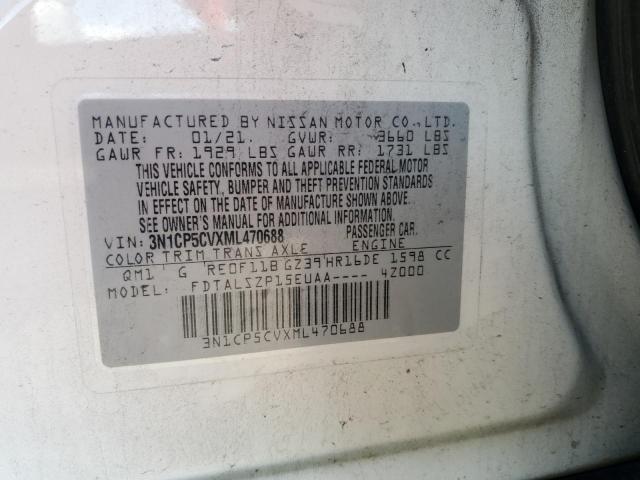 MANUFACTURED BY NISSAN MOTOR CO., LTD.
DATE: 01/21. GVWR: 3660 LBS
GAWR FR: 1929 LBS GAWR RR: 1731 LBS
THIS VEHICLE CONFORMS TO ALL APPLICABLE FEDERAL MOTOR
VEHICLE SAFETY, BUMPER AND THEFT PREVENTION STANDARDS
IN EFFECT ON THE DATE OF MANUFACTURE SHOWN ABOVE.
SEE OWNER'S MANUAL FOR ADDITIONAL INFORMATION.
VIN: 3N1CP5CVXML470688 PASSENGER CAR.
COLOR TRIM TRANS AXLE ENGINE
QM1 G RE0F11B GZ39 HR16DE 1598 CC
MODEL: FDTALSZP15EUAA---- 4Z000
3N1CP5CVXML470688